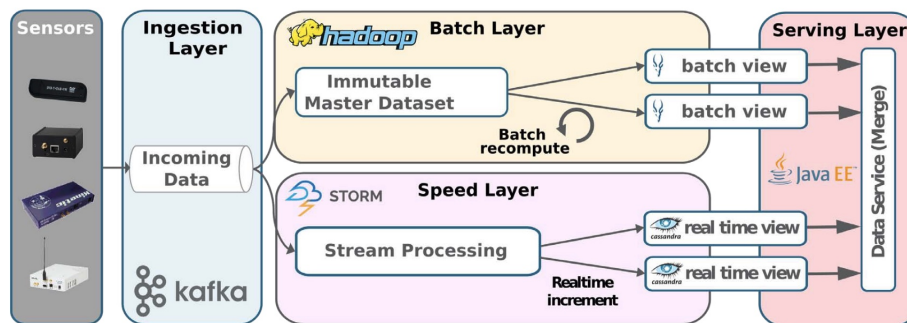 Sensors
Ingestion
Layer
Incoming
Data
kafka
hadoop
Batch Layer
Immutable
Master Dataset
Batch
recompute
batch view
batch view
STORM
Speed Layer
Stream Processing
Realtime
increment
cassandra
real time view
cassandra
real time view
Serving Layer
Java EE™
Data Service (Merge)